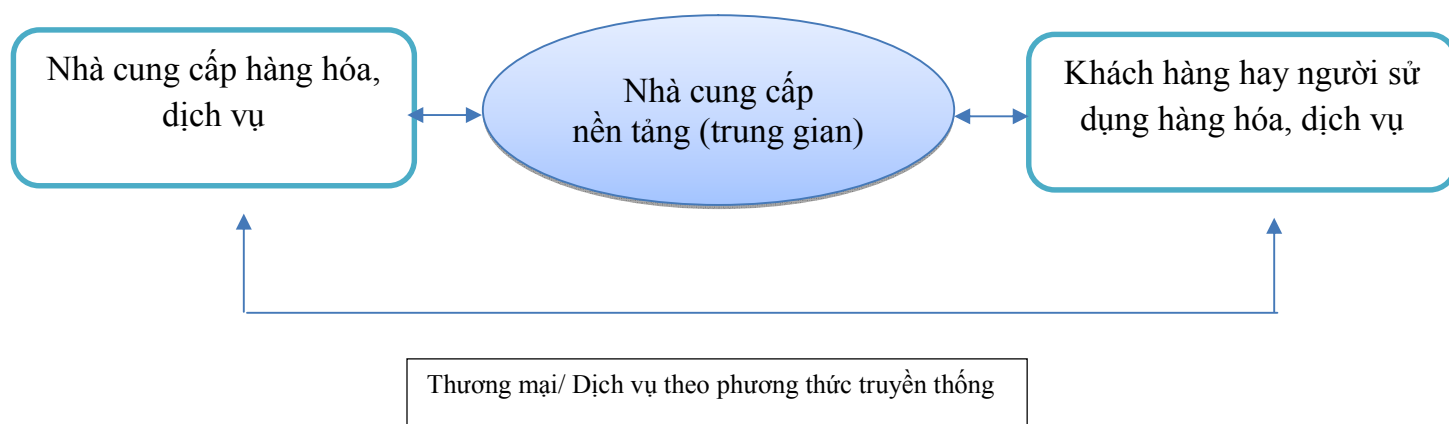 Nhà cung cấp hàng hóa,
dịch vụ
Nhà cung cấp
nền tảng (trung gian)
Khách hàng hay người sử
dụng hàng hóa, dịch vụ
Thương mại/ Dịch vụ theo phương thức truyền thống